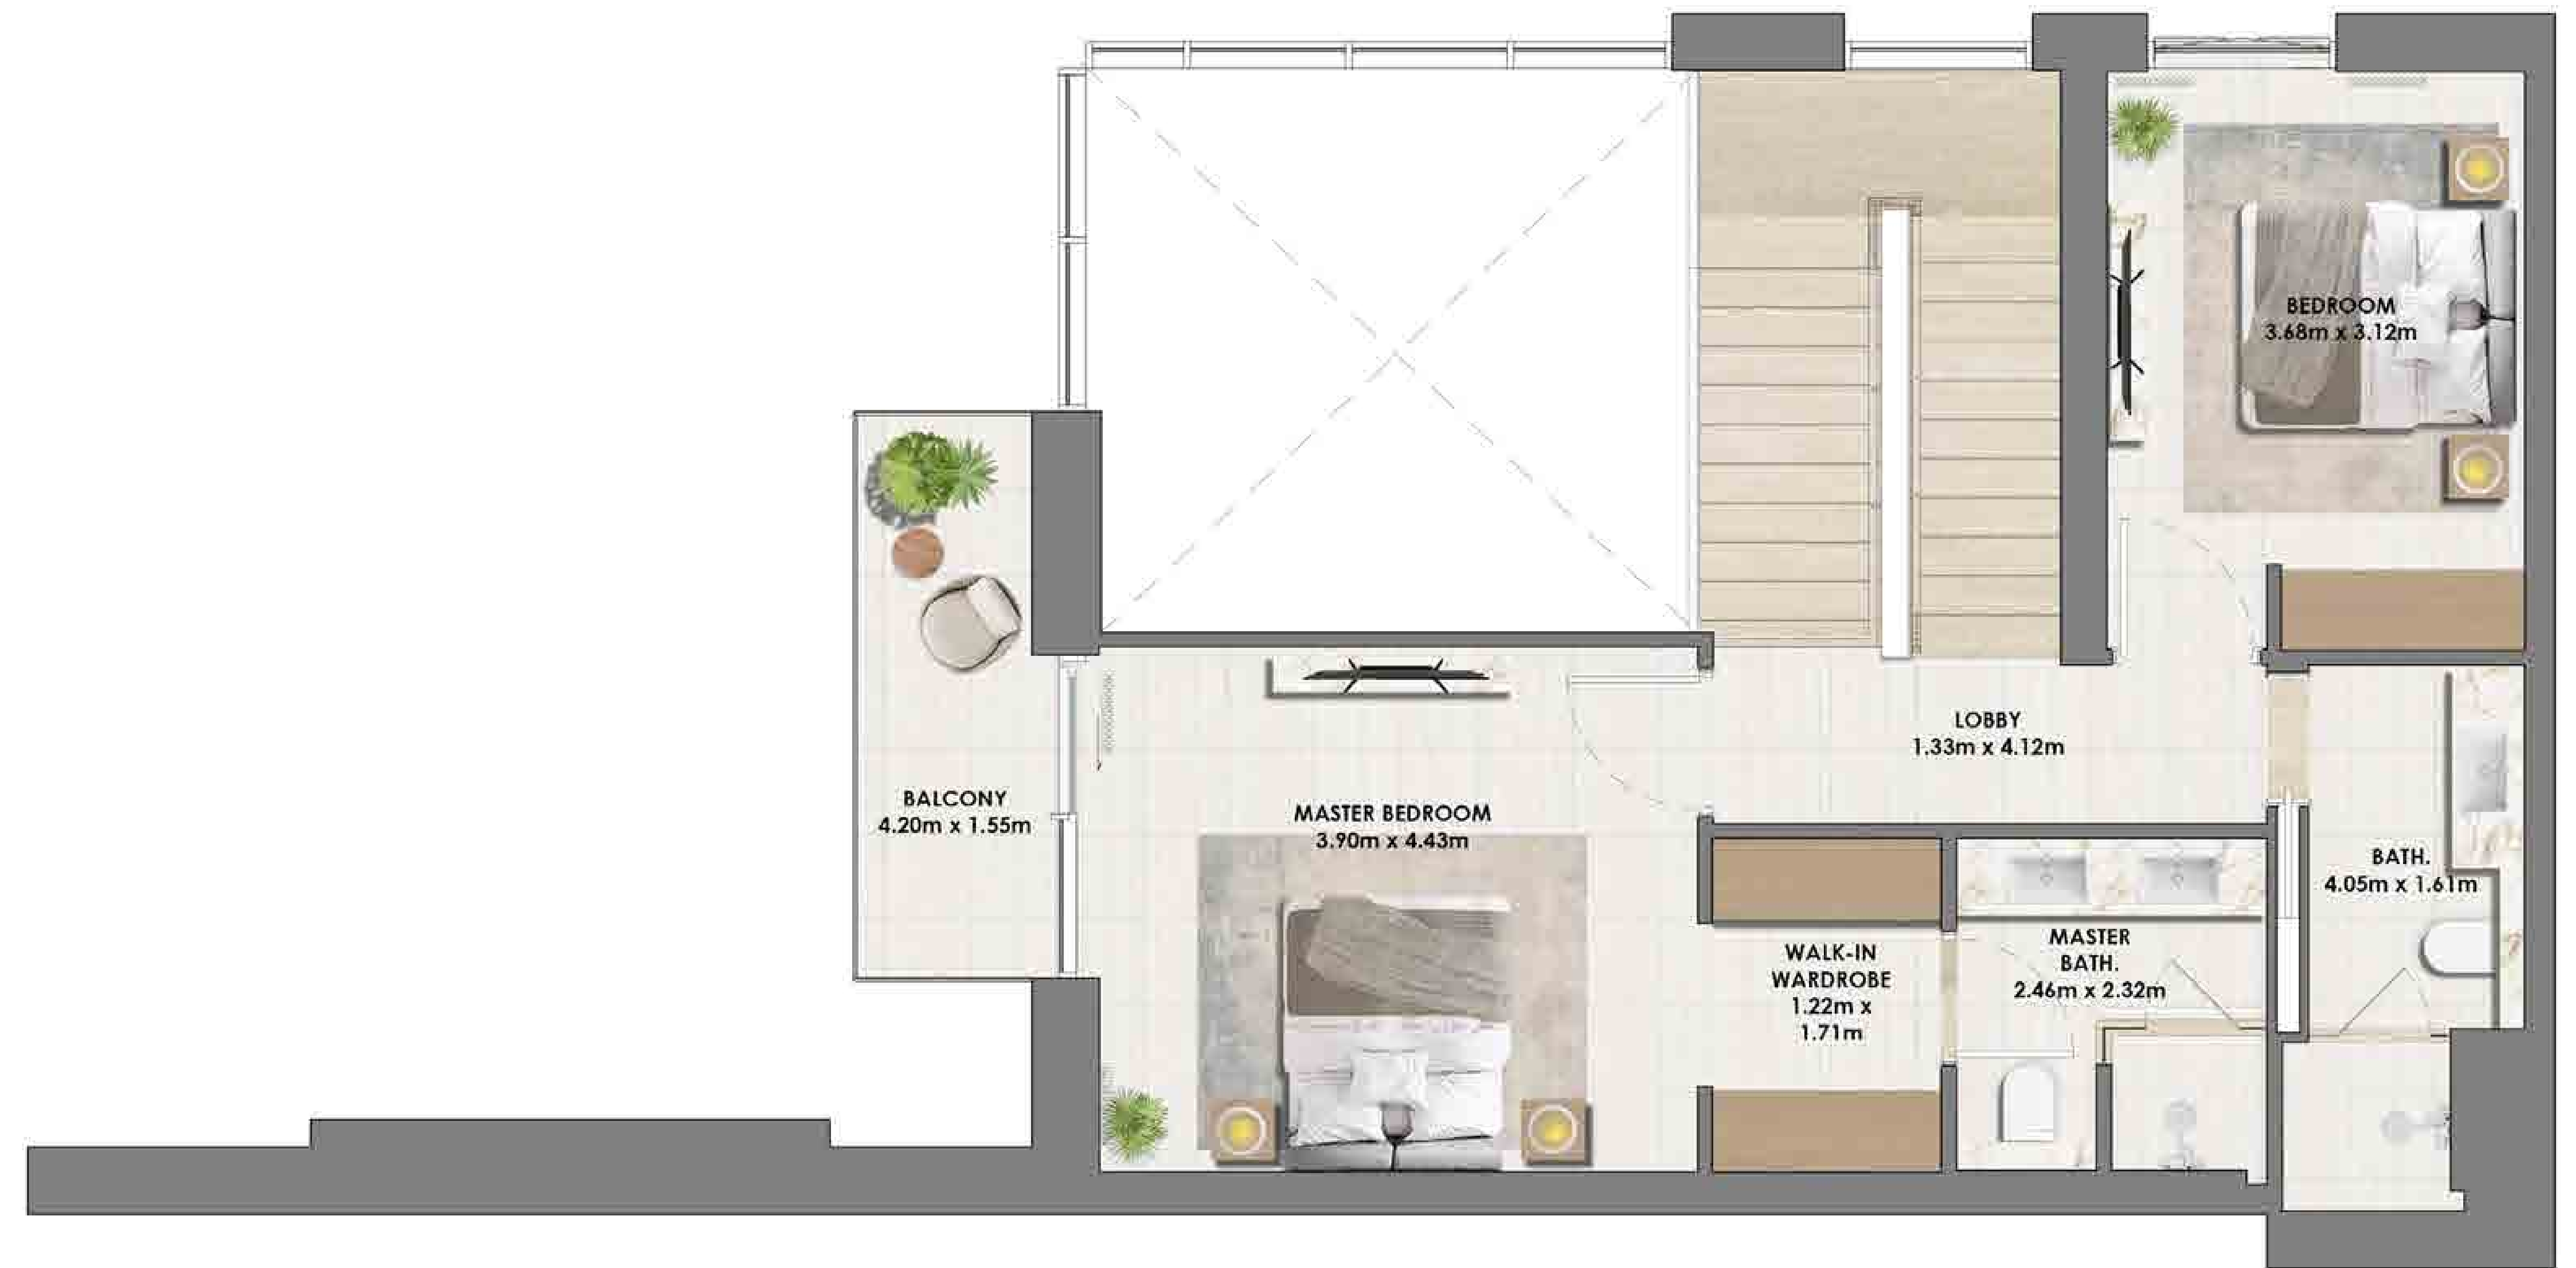 BEDROOM
3.68m x 3.12m
LOBBY
1.33m x 4.12m
BALCONY
4.20m x 1.55m
MASTER BEDROOM
3.90m x 4.43m
BATH.
4.05m x 1.61m
WALK-IN
WARDROBE
1.22m x
1.71m
MASTER
BATH.
2.46m x 2.32m